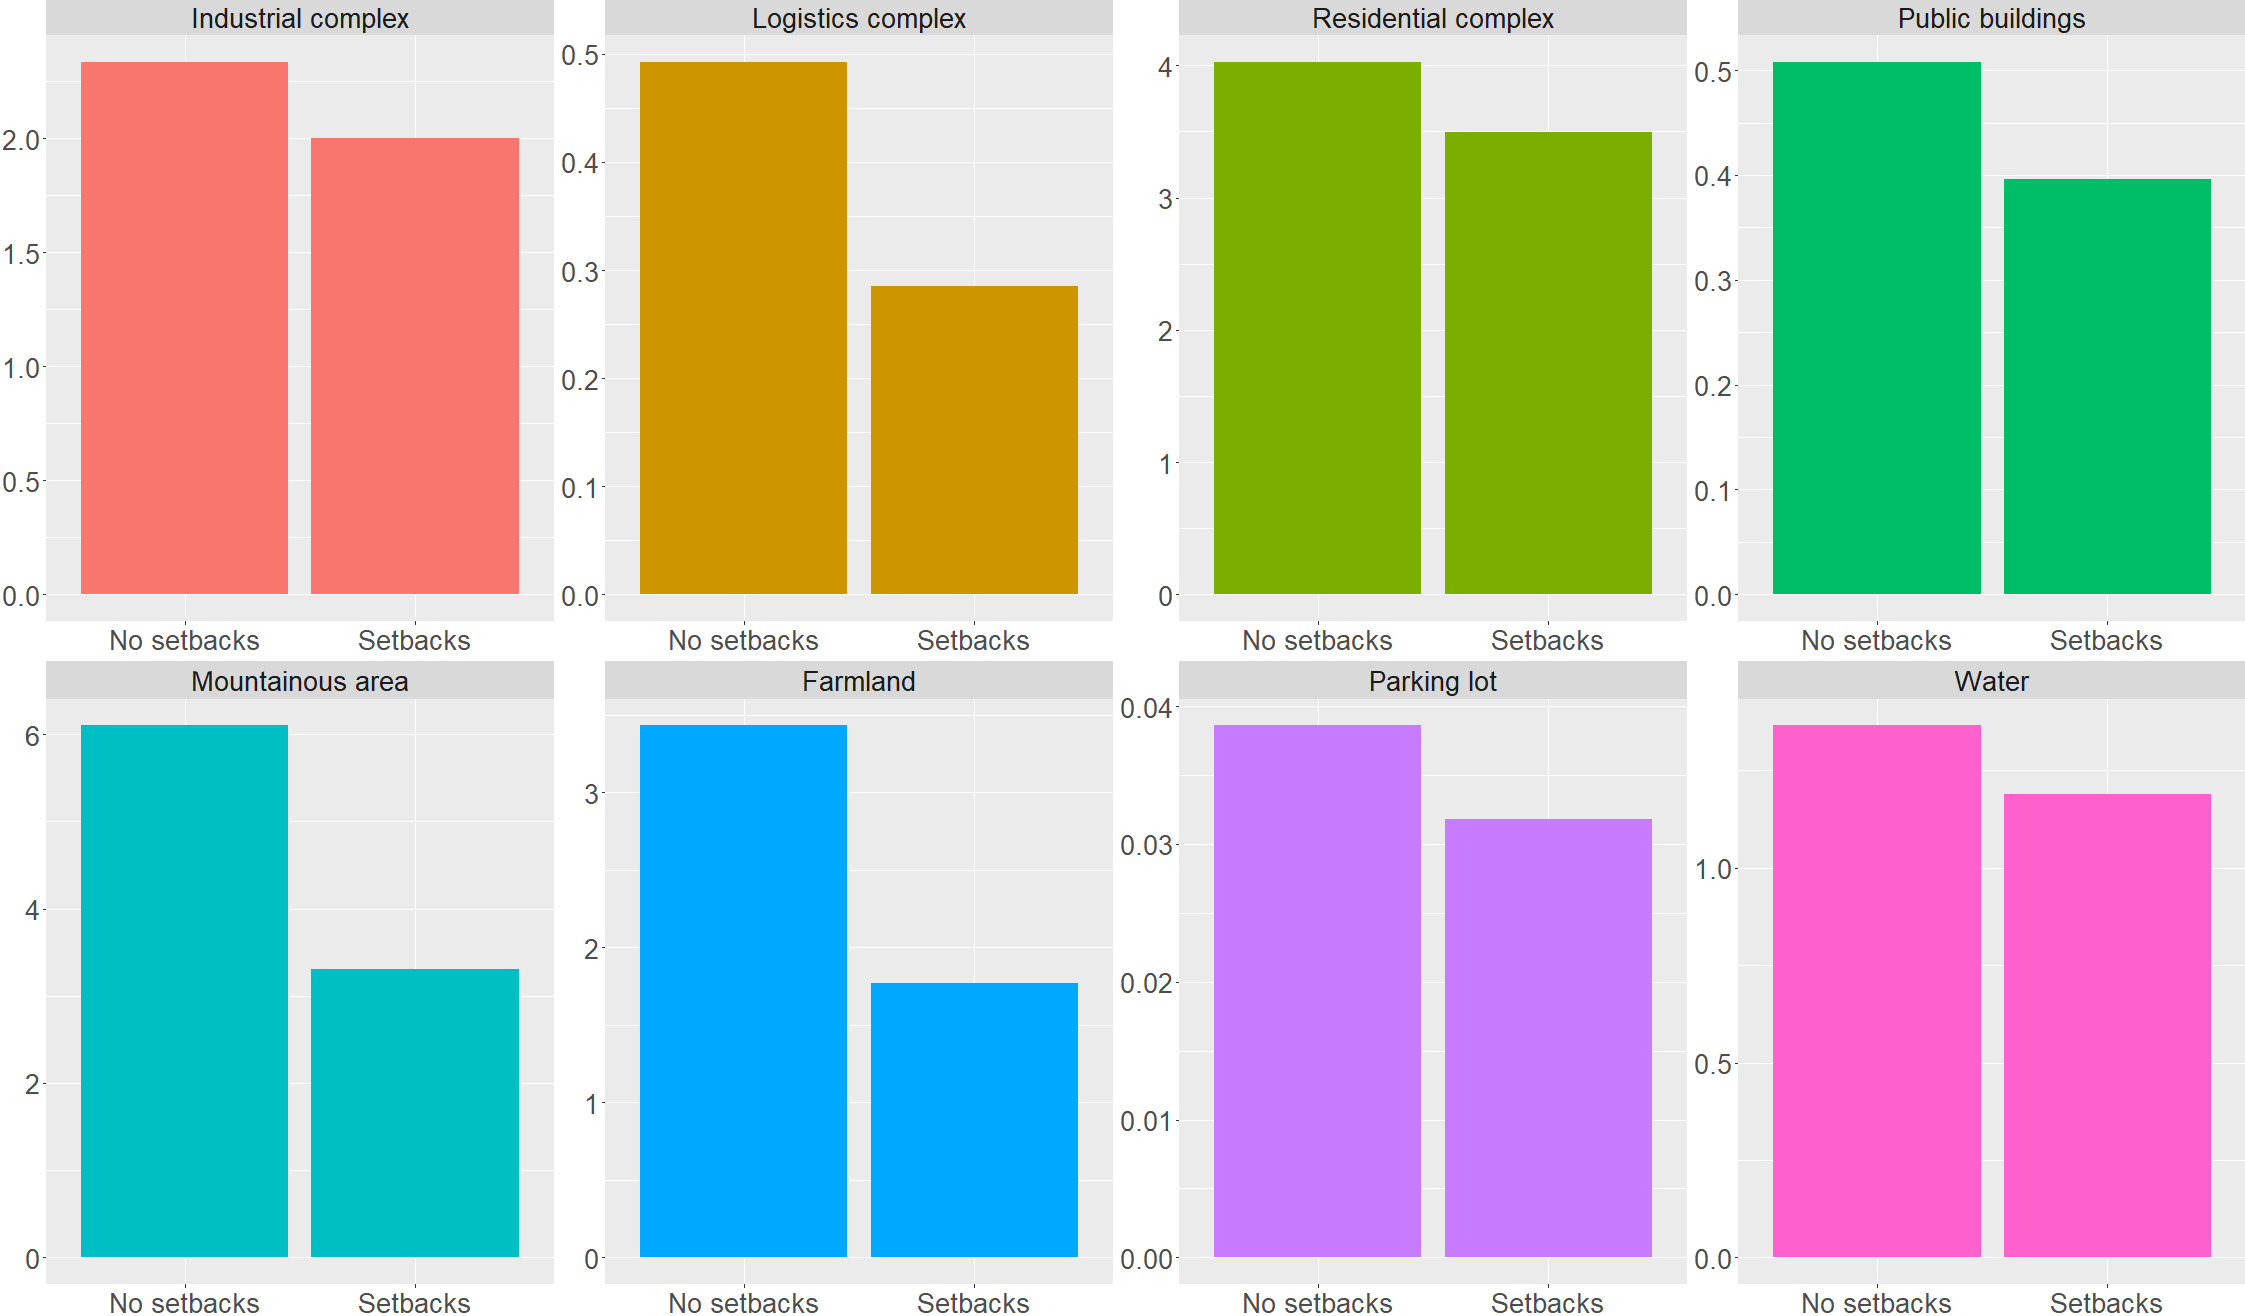 Industrial complex
Logistics complex
Residential complex
Public buildings
2.0
1.5
1.0
0.5
0.0
0.5
0.4
0.3
0.2
0.1
0.0
4
3
2
1
0
0.5
0.4
0.3
0.2
0.1
0.0
No setbacks Setbacks
No setbacks Setbacks
No setbacks Setbacks
No setbacks Setbacks
Mountainous area
Farmland
Parking lot
Water
6
4
2
0
3
2
1
0
0.04
0.03
0.02
0.01
0.00
1.0
0.5
0.0
No setbacks Setbacks
No setbacks Setbacks
No setbacks Setbacks
No setbacks Setbacks